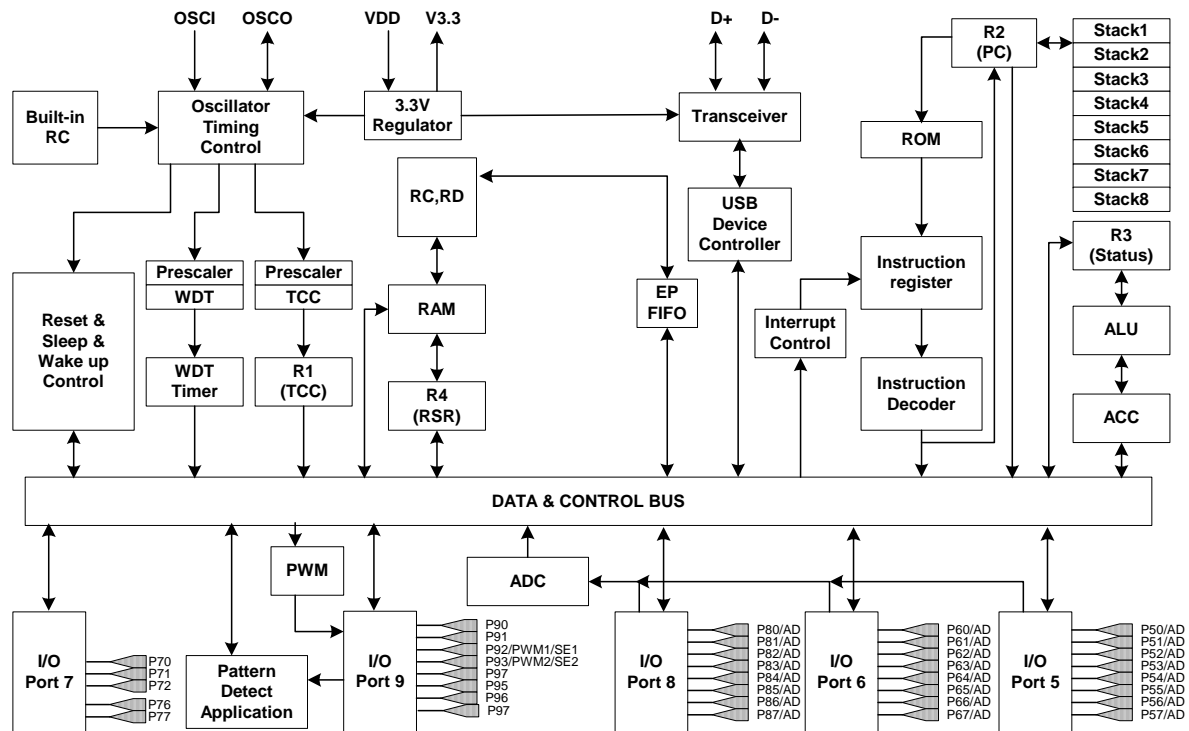 OSCI OSCO VDD V3.3 D+ D-
Built-in
RC
Oscillator
Timing
Control
3.3V
Regulator
Transceiver
R2
(PC)
Stack1
Stack2
Stack3
Stack4
Stack5
Stack6
Stack7
Stack8
ROM
RC,RD
USB
Device
Controller
R3
(Status)
Reset &
Sleep &
Wake up
Control
Prescaler
WDT
Prescaler
TCC
RAM
EP
FIFO
Interrupt
Control
Instruction
register
ALU
WDT
Timer
R1
(TCC)
R4
(RSR)
Instruction
Decoder
ACC
DATA & CONTROL BUS
PWM
ADC
I/O
Port 7
P70
P71
P72
P76
P77
Pattern
Detect
Application
I/O
Port 9
P90
P91
P92/PWM1/SE1
P93/PWM2/SE2
P97
P95
P96
P97
I/O
Port 8
P80/AD
P81/AD
P82/AD
P83/AD
P84/AD
P85/AD
P86/AD
P87/AD
I/O
Port 6
P60/AD
P61/AD
P62/AD
P63/AD
P64/AD
P65/AD
P66/AD
P67/AD
I/O
Port 5
P50/AD
P51/AD
P52/AD
P53/AD
P54/AD
P55/AD
P56/AD
P57/AD